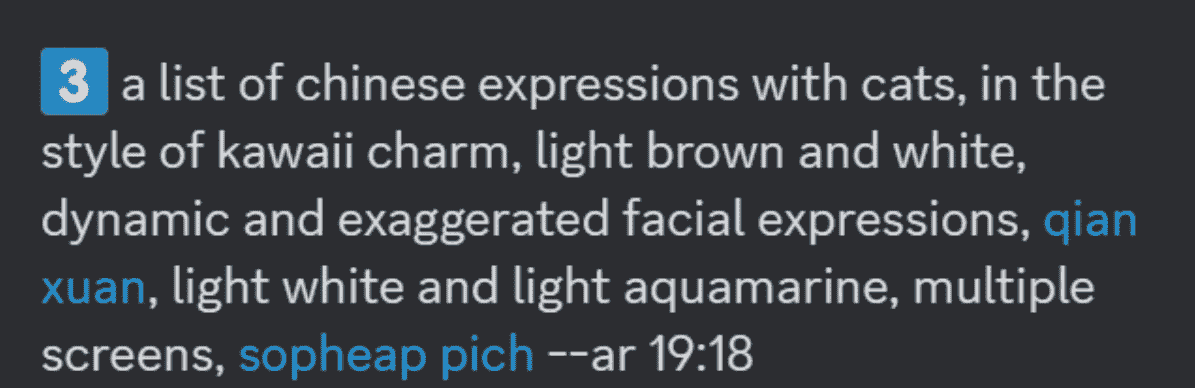 3 a list of chinese expressions with cats, in the
style of kawaii charm, light brown and white,
dynamic and exaggerated facial expressions, qian
xuan, light white and light aquamarine, multiple
screens, sopheap pich --ar 19:18